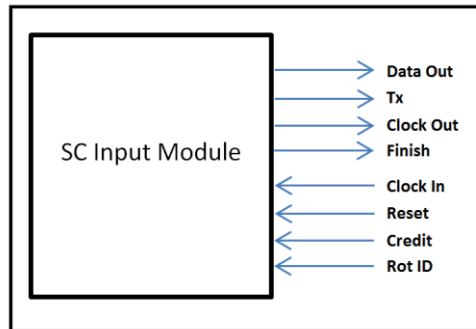 SC Input Module
Data Out
Tx
Clock Out
Finish
Clock In
Reset
Credit
Rot ID